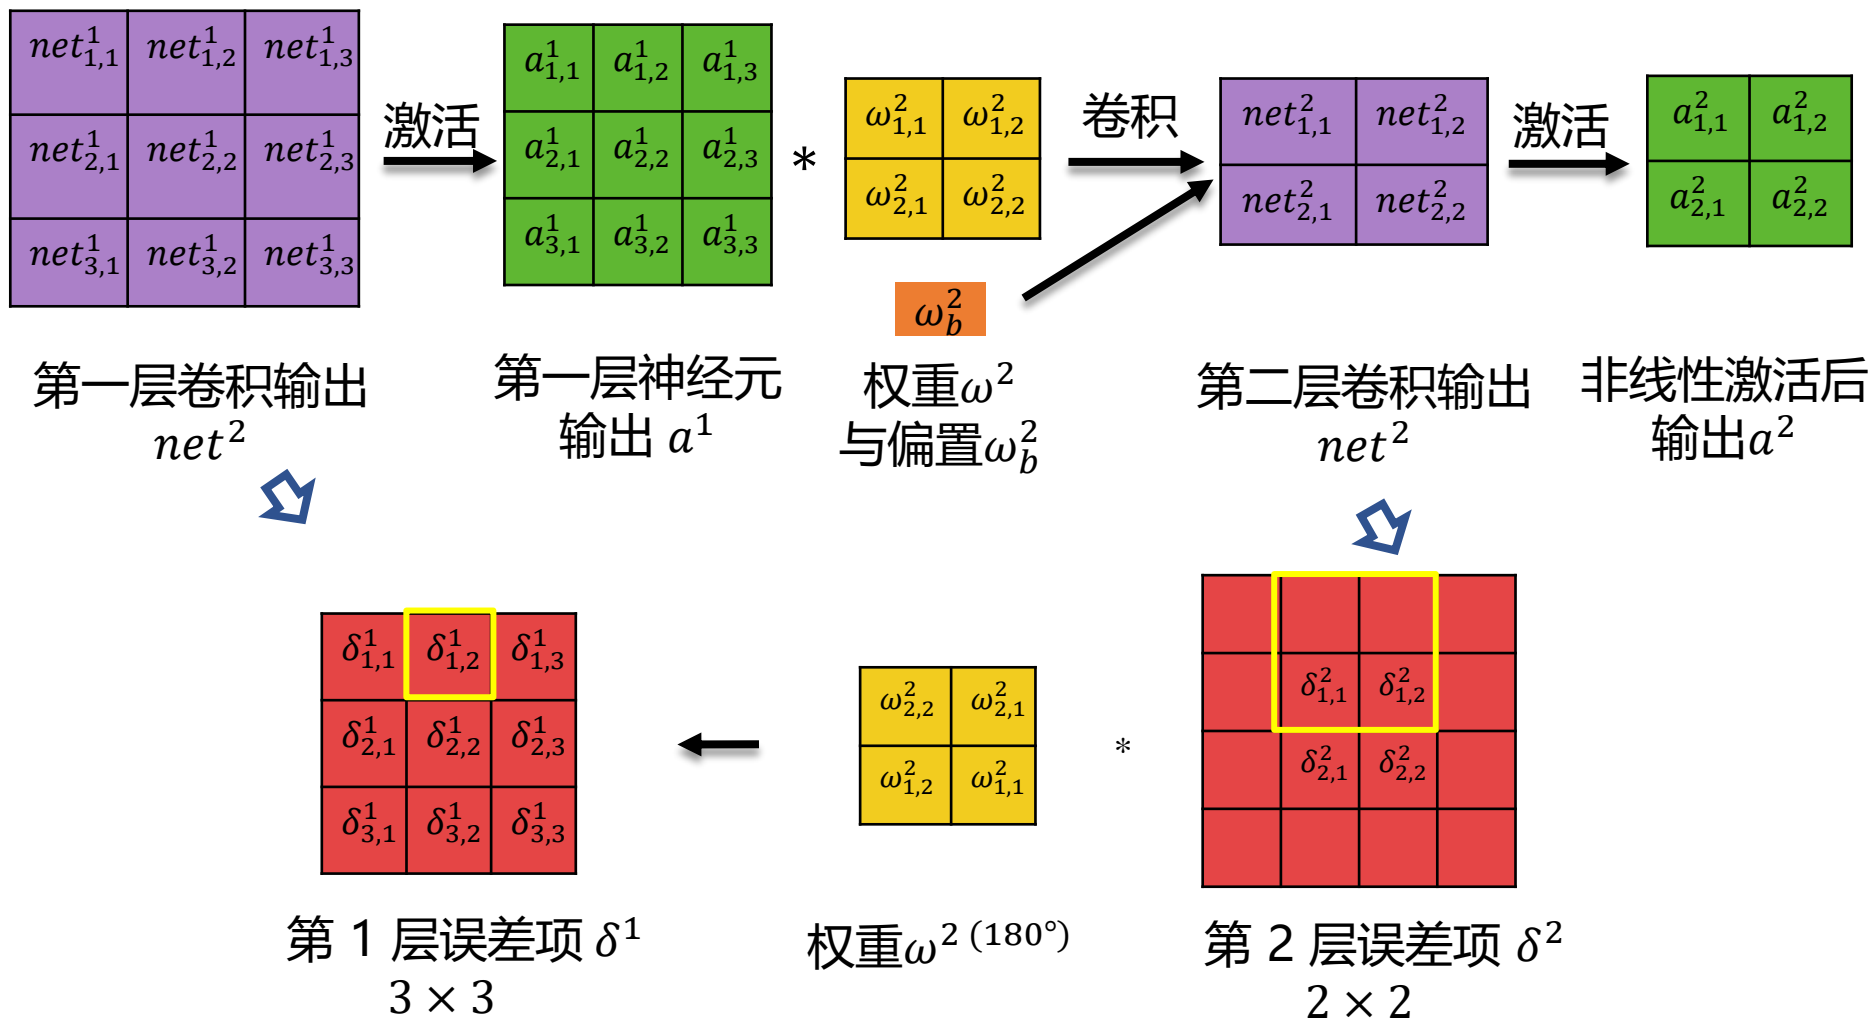 net¹₁,₁ net¹₁,₂ net¹₁,₃
net¹₂,₁ net¹₂,₂ net¹₂,₃
net¹₃,₁ net¹₃,₂ net¹₃,₃
激活
a¹₁,₁ a¹₁,₂ a¹₁,₃
a¹₂,₁ a¹₂,₂ a¹₂,₃
a¹₃,₁ a¹₃,₂ a¹₃,₃
*
ω²₁,₁ ω²₁,₂
ω²₂,₁ ω²₂,₂
ω²_b
卷积
net²₁,₁ net²₁,₂
net²₂,₁ net²₂,₂
激活
a²₁,₁ a²₁,₂
a²₂,₁ a²₂,₂
第一层卷积输出
net²
第一层神经元
输出 a¹
权重ω²
与偏置ω²_b
第二层卷积输出
net²
非线性激活后
输出a²
δ¹₁,₁ δ¹₁,₂ δ¹₁,₃
δ¹₂,₁ δ¹₂,₂ δ¹₂,₃
δ¹₃,₁ δ¹₃,₂ δ¹₃,₃
ω²₂,₂ ω²₂,₁
ω²₁,₂ ω²₁,₁
*
δ²₁,₁ δ²₁,₂
δ²₂,₁ δ²₂,₂
第 1 层误差项 δ¹
3 × 3
权重ω² (180°)
第 2 层误差项 δ²
2 × 2